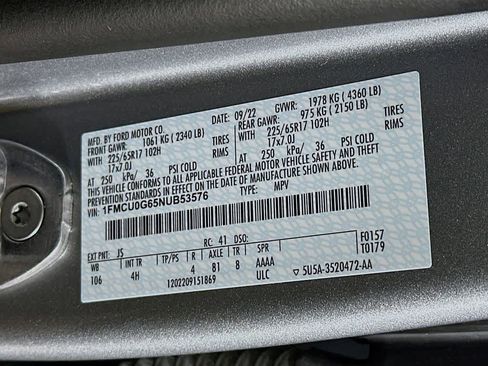 MFD. BY FORD MOTOR CO.
DATE: 09/22 GVWR: 1978 KG ( 4360 LB)
FRONT GAWR: 1061 KG ( 2340 LB) REAR GAWR: 975 KG ( 2150 LB)
WITH 225/65R17 102H TIRES WITH 225/65R17 102H TIRES
17x7.0J RIMS 17x7.0J RIMS
AT 250 kPa/ 36 PSI COLD AT 250 kPa/ 36 PSI COLD
THIS VEHICLE CONFORMS TO ALL APPLICABLE FEDERAL MOTOR VEHICLE SAFETY AND
THEFT PREVENTION STANDARDS IN EFFECT ON THE DATE OF MANUFACTURE SHOWN ABOVE.
VIN: 1FMCU0G65NUB53576
TYPE: MPV
EXT PNT: JS RC: 41 DSO: F0157
WB INT TR TP/PS R AXLE TR SPR T0179
106 4H 4 81 8 AAAA
1202209151869 ULC ▽ 5U5A-3520472-AA